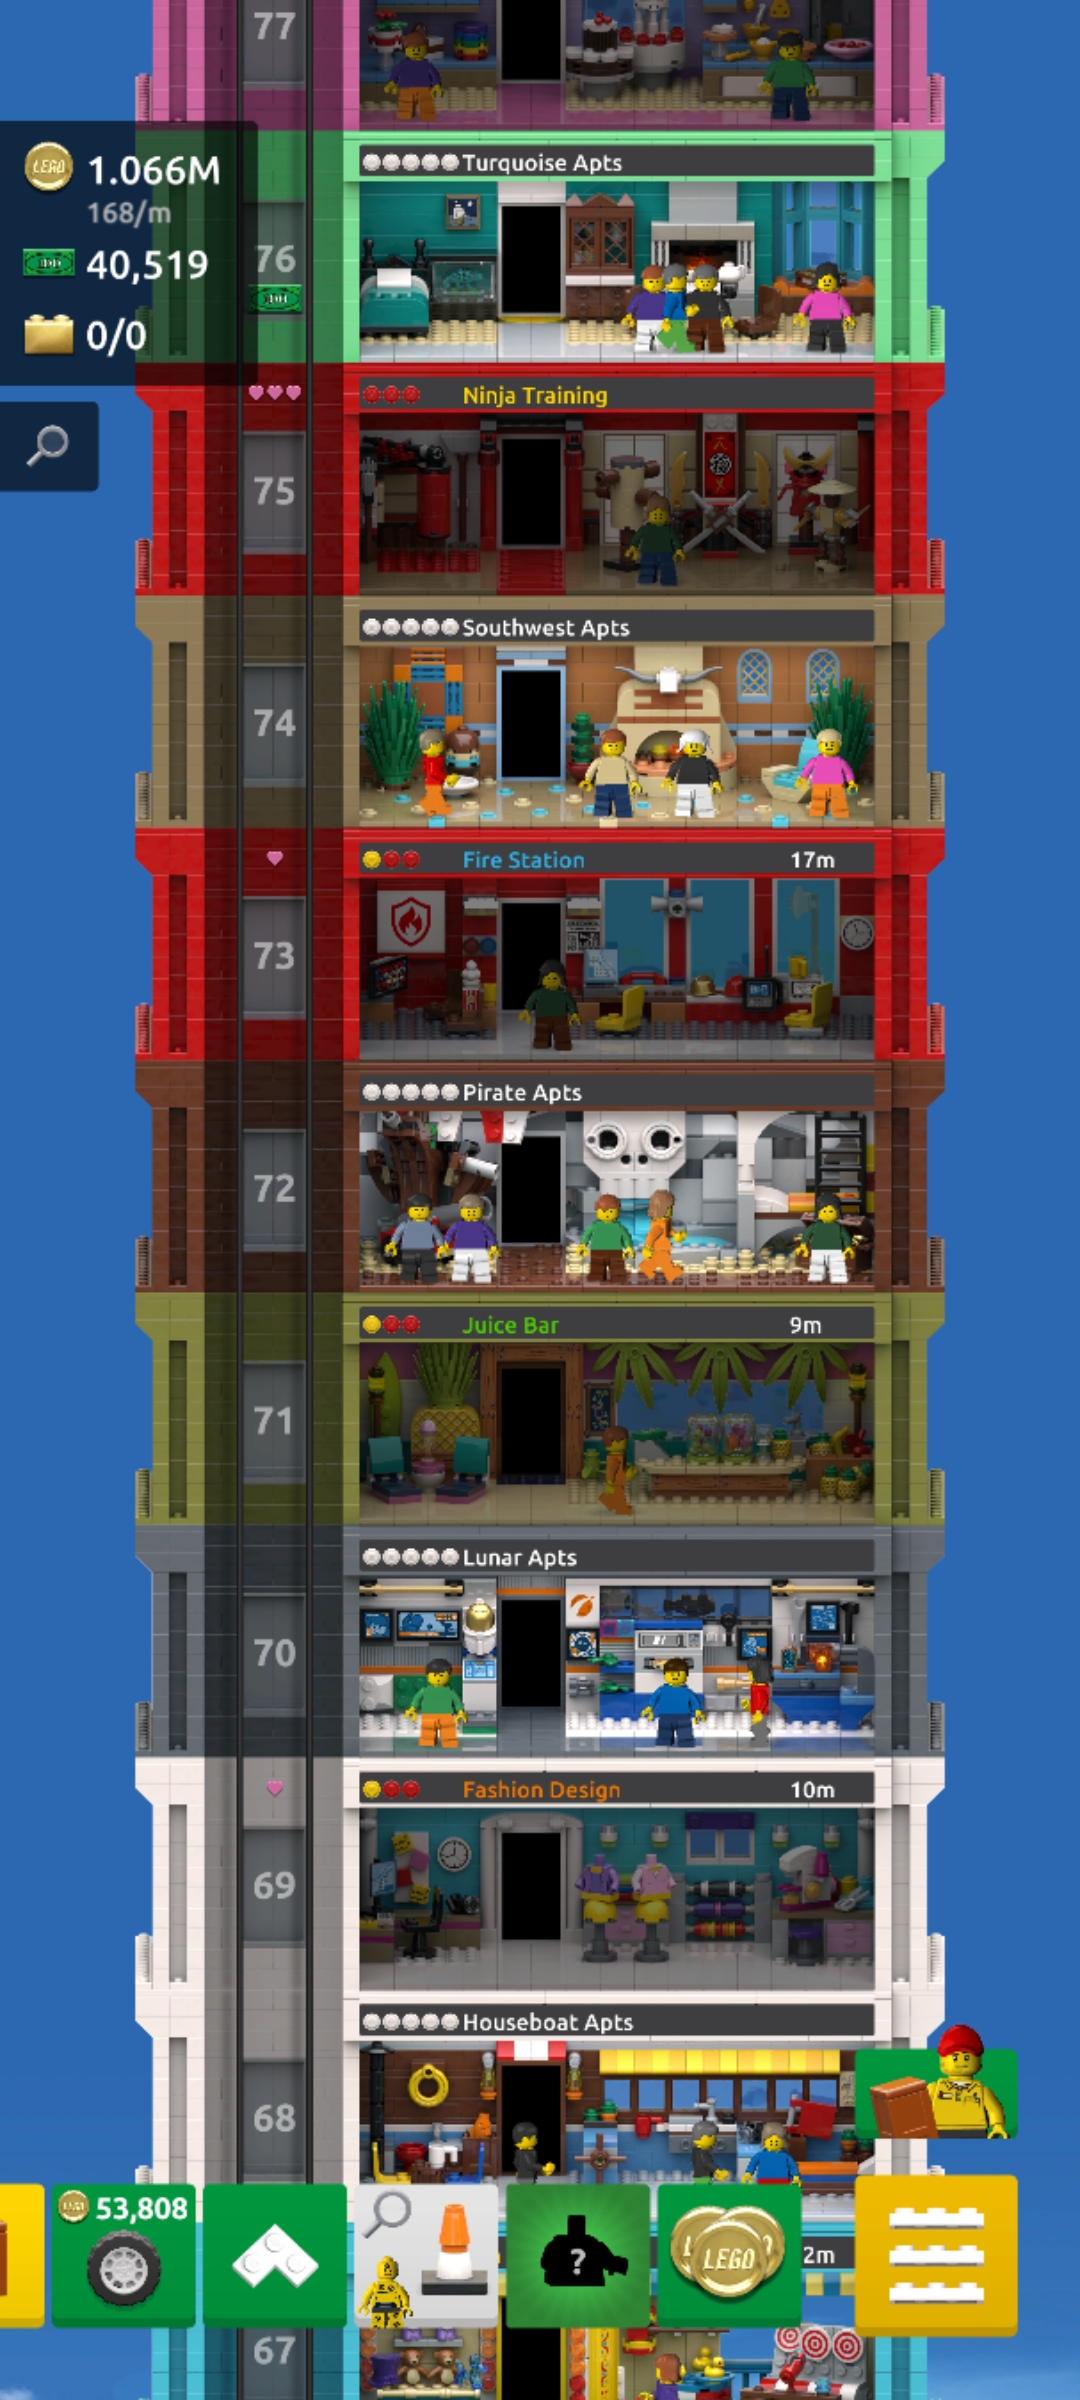 77
LEGO 1.066M
168/m
40,519
0/0
Turquoise Apts
76
Ninja Training
75
Southwest Apts
74
Fire Station 17m
73
Pirate Apts
72
Juice Bar 9m
71
Lunar Apts
70
Fashion Design 10m
69
Houseboat Apts
68
53,808
?
LEGO
2m
67